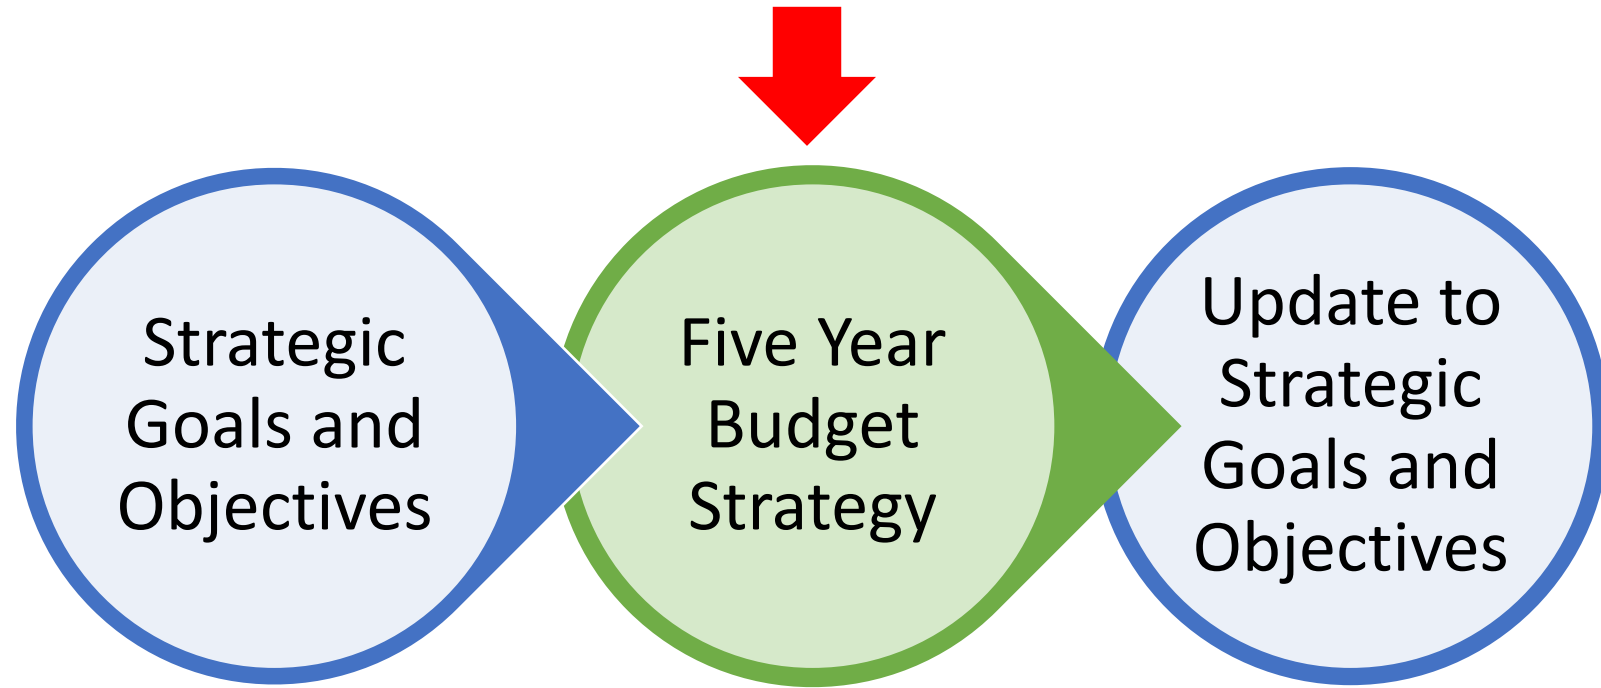 Strategic
Goals and
Objectives
Five Year
Budget
Strategy
Update to
Strategic
Goals and
Objectives